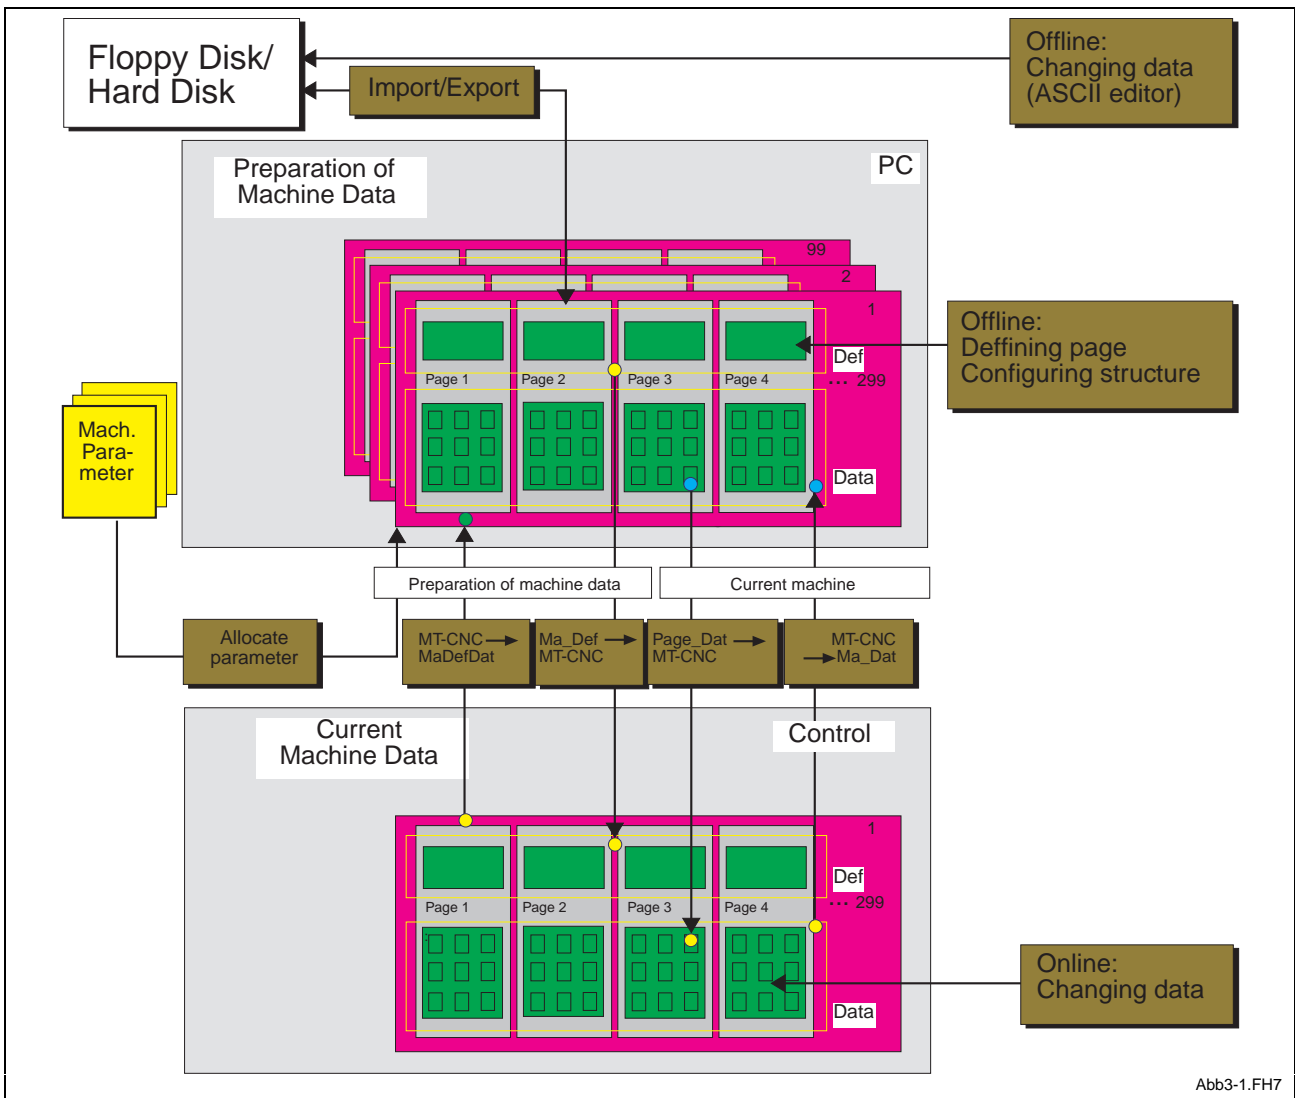 Floppy Disk/
Hard Disk
Import/Export
Offline:
Changing data
(ASCII editor)
Preparation of
Machine Data
PC
99
2
1
Def
Page 1
Page 2
Page 3
Page 4
... 299
Data
Offline:
Deffining page
Configuring structure
Mach.
Para-
meter
Preparation of machine data
Current machine
Allocate
parameter
MT-CNC
MaDefDat
Ma_Def
MT-CNC
Page_Dat
MT-CNC
MT-CNC
Ma_Dat
Current
Machine Data
Control
1
Def
Page 1
Page 2
Page 3
Page 4
... 299
Data
Online:
Changing data
Abb3-1.FH7